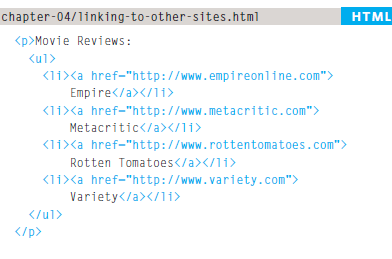 chapter-04/linking-to-other-sites.html HTML
<p>Movie Reviews:
<ul>
<li><a href="http://www.empireonline.com">
Empire</a></li>
<li><a href="http://www.metacritic.com">
Metacritic</a></li>
<li><a href="http://www.rottentomatoes.com">
Rotten Tomatoes</a></li>
<li><a href="http://www.variety.com">
Variety</a></li>
</ul>
</p>